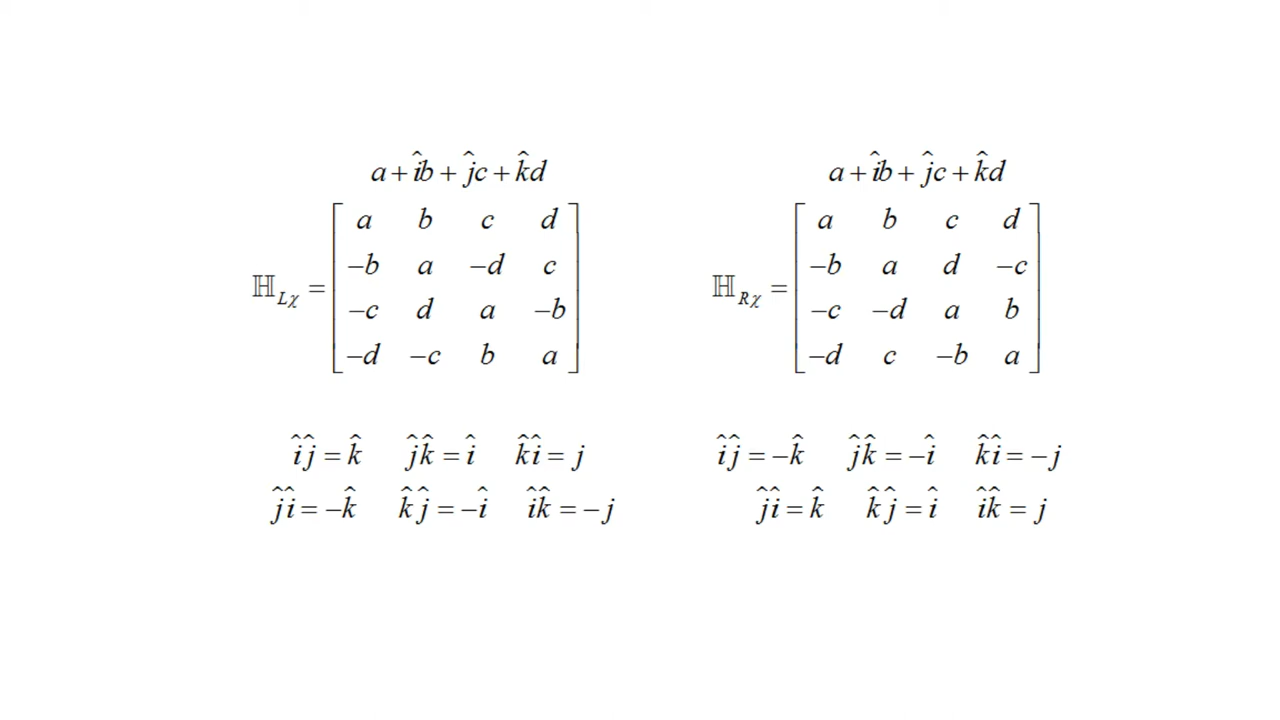 a + îb + ĵc + k̂d
ℍ_Lχ = [ a b c d
−b a −d c
−c d a −b
−d −c b a ]
îĵ = k̂ ĵk̂ = î k̂î = j
ĵî = −k̂ k̂ĵ = −î îk̂ = −j
a + îb + ĵc + k̂d
ℍ_Rχ = [ a b c d
−b a d −c
−c −d a b
−d c −b a ]
îĵ = −k̂ ĵk̂ = −î k̂î = −j
ĵî = k̂ k̂ĵ = î îk̂ = j